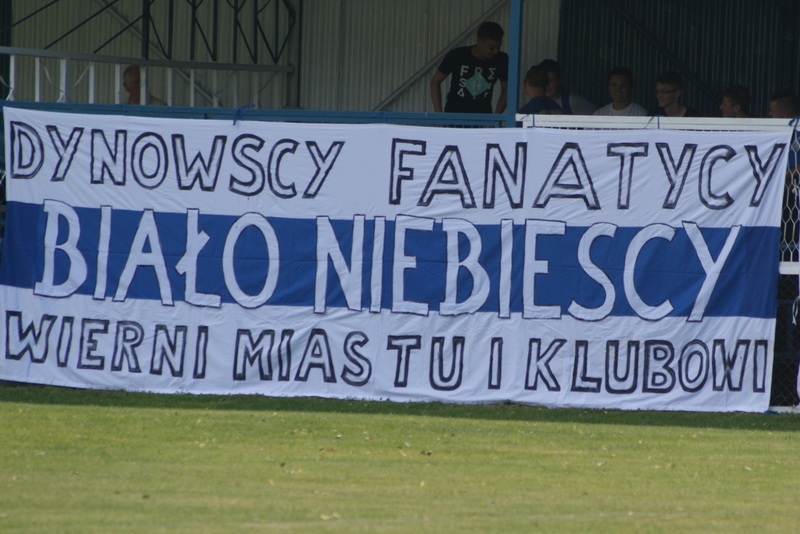 DYNOWSCY FANATYCY
BIAŁO NIEBIESCY
WIERNI MIASTU I KLUBOWI